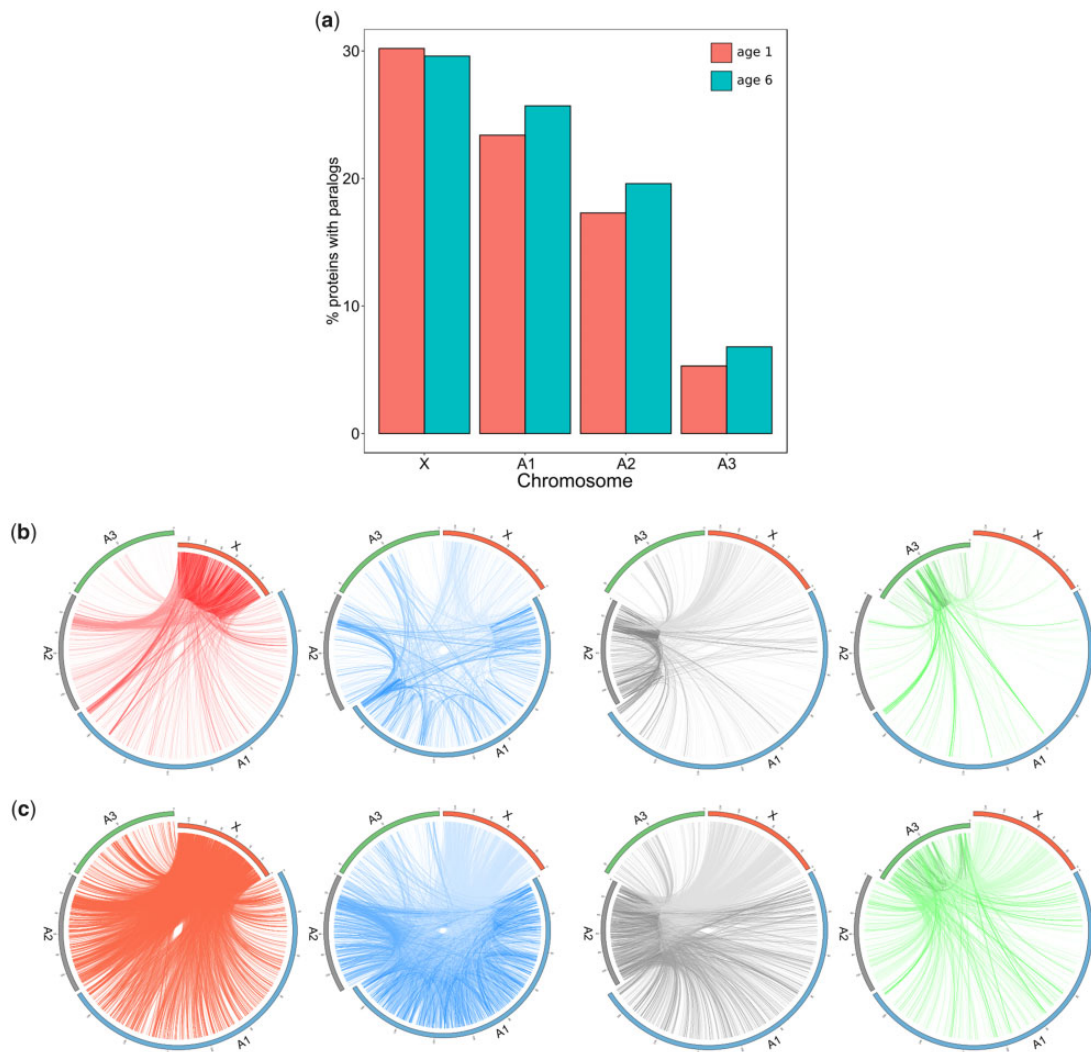 (a)
% proteins with paralogs
30
20
10
0
age 1
age 6
X A1 A2 A3
Chromosome
(b)
A3 X A2 A1
A3 X A2 A1
A3 X A2 A1
A3 X A2 A1
(c)
A3 X A2 A1
A3 X A2 A1
A3 X A2 A1
A3 X A2 A1